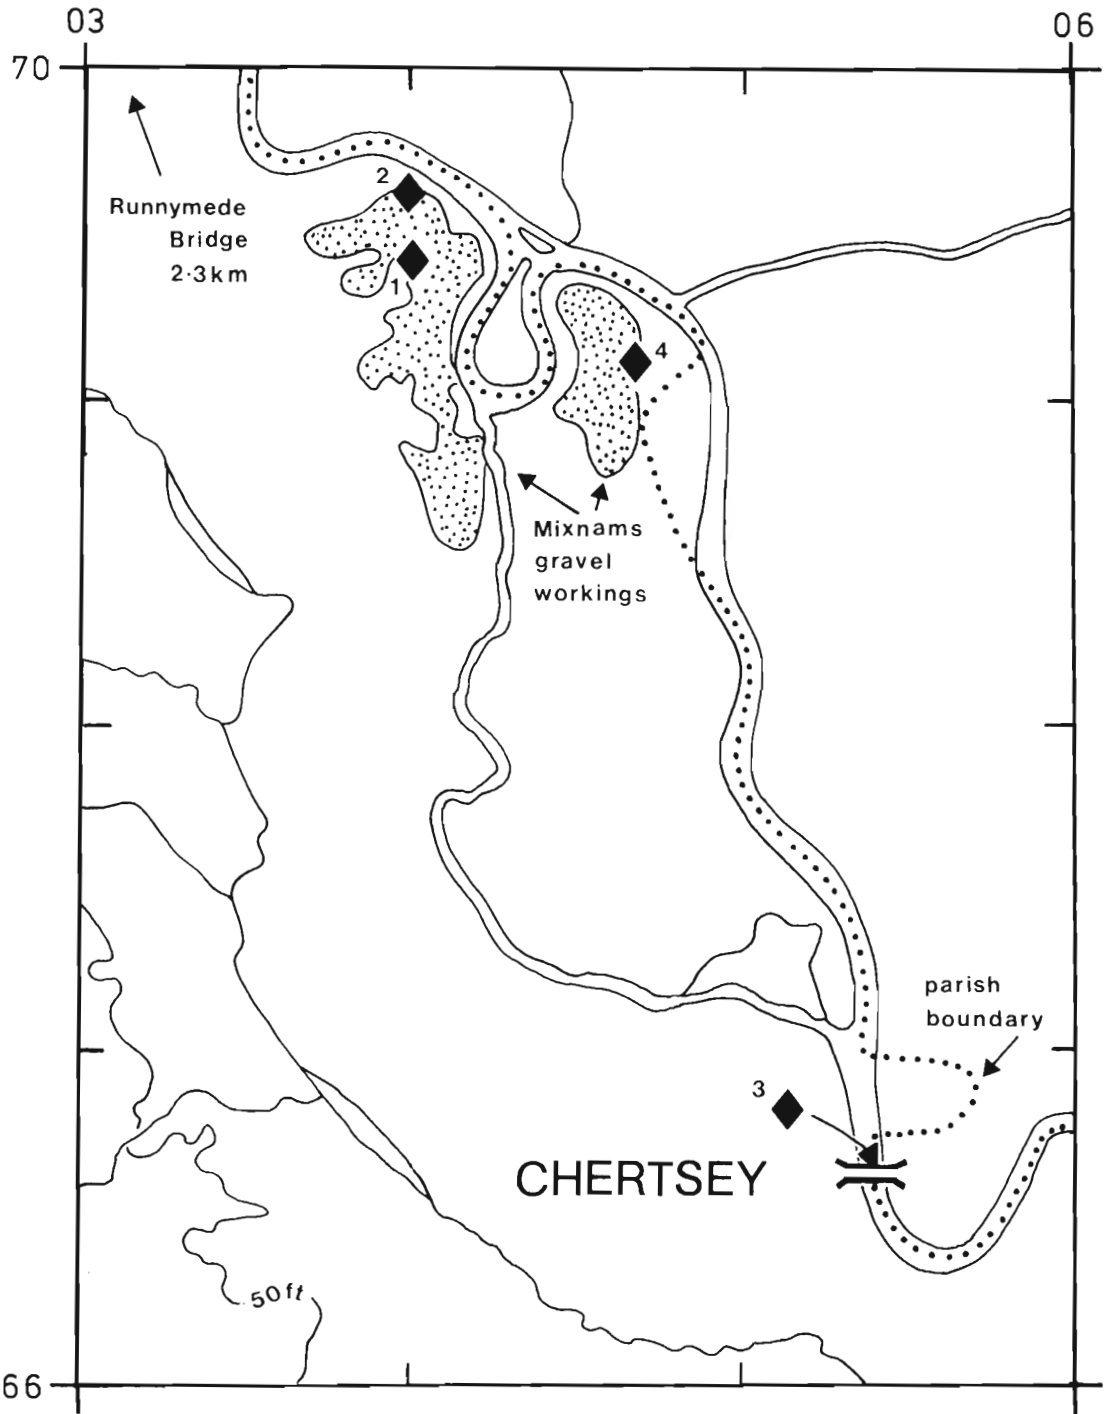 03
06
70
2
Runnymede
Bridge
2·3km
1
4
Mixnams
gravel
workings
parish
boundary
3
CHERTSEY
50ft
66